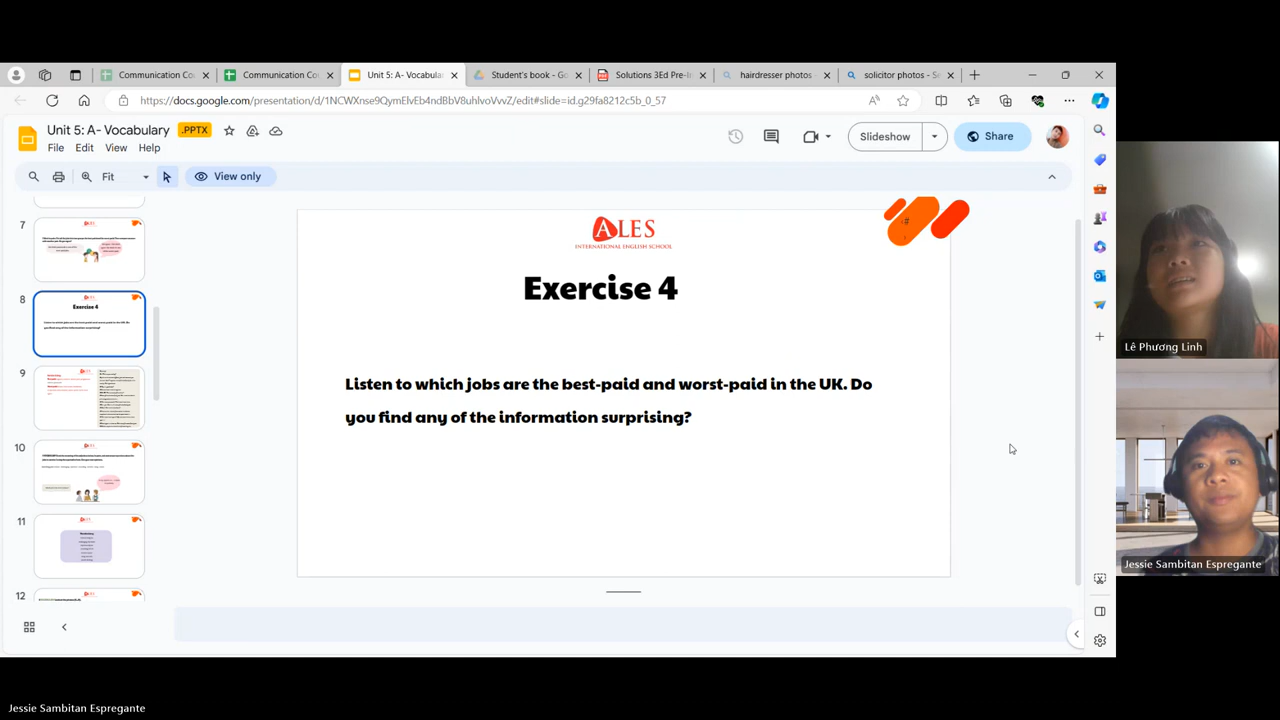 Communication Co
Communication Co
Unit 5: A- Vocabula
Student's book - Go
Solutions 3Ed Pre-I
hairdresser photos -
solicitor photos - Se
https://docs.google.com/presentation/d/1NCWXnse9QymElvEb4ndBbV8uhlvoVvvZ/edit#slide=id.g29fa8212c5b_0_57
Unit 5: A- Vocabulary
.PPTX
File Edit View Help
Slideshow
Share
Fit
View only
7
8
Exercise 4
9
10
11
12
ALES
INTERNATIONAL ENGLISH SCHOOL
Exercise 4
Listen to which jobs are the best-paid and worst-paid in the UK. Do
you find any of the information surprising?
Lê Phương Linh
Jessie Sambitan Espregante
Jessie Sambitan Espregante